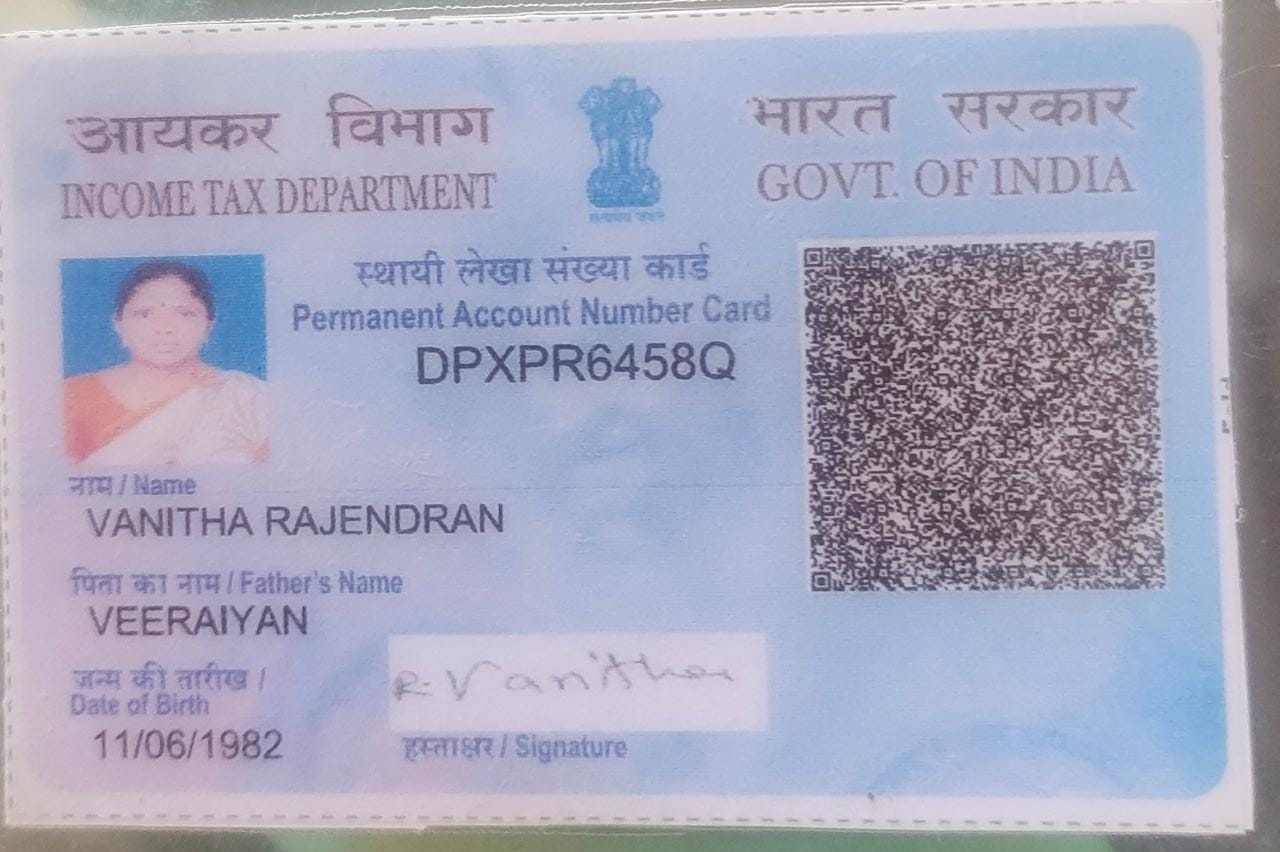 आयकर विभाग
INCOME TAX DEPARTMENT
सत्यमेव जयते
भारत सरकार
GOVT. OF INDIA
स्थायी लेखा संख्या कार्ड
Permanent Account Number Card
DPXPR6458Q
नाम / Name
VANITHA RAJENDRAN
पिता का नाम / Father's Name
VEERAIYAN
जन्म की तारीख /
Date of Birth
11/06/1982
R. Vanitha
हस्ताक्षर / Signature